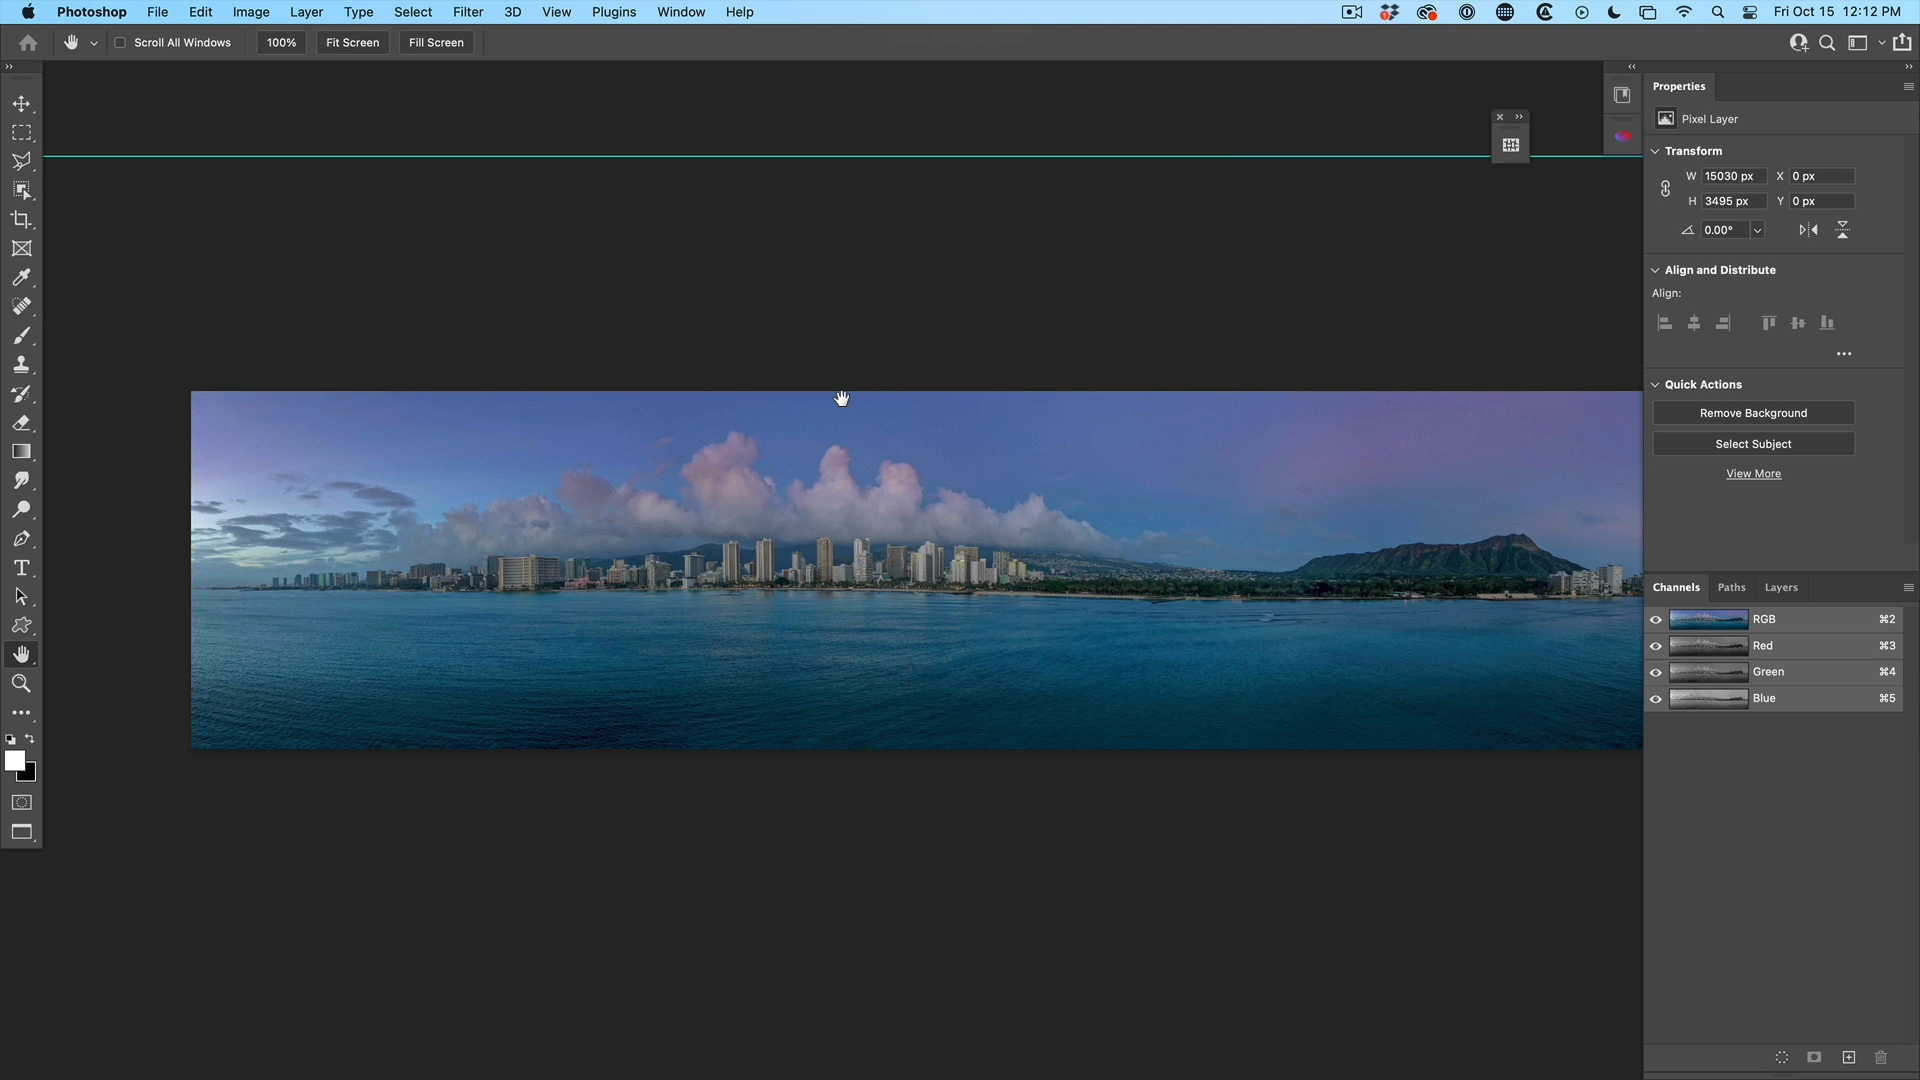 Photoshop File Edit Image Layer Type Select Filter 3D View Plugins Window Help Fri Oct 15 12:12 PM
Scroll All Windows 100% Fit Screen Fill Screen
Properties
Pixel Layer
Transform
W 15030 px X 0 px
H 3495 px Y 0 px
0.00°
Align and Distribute
Align:
Quick Actions
Remove Background
Select Subject
View More
Channels Paths Layers
RGB ⌘2
Red ⌘3
Green ⌘4
Blue ⌘5